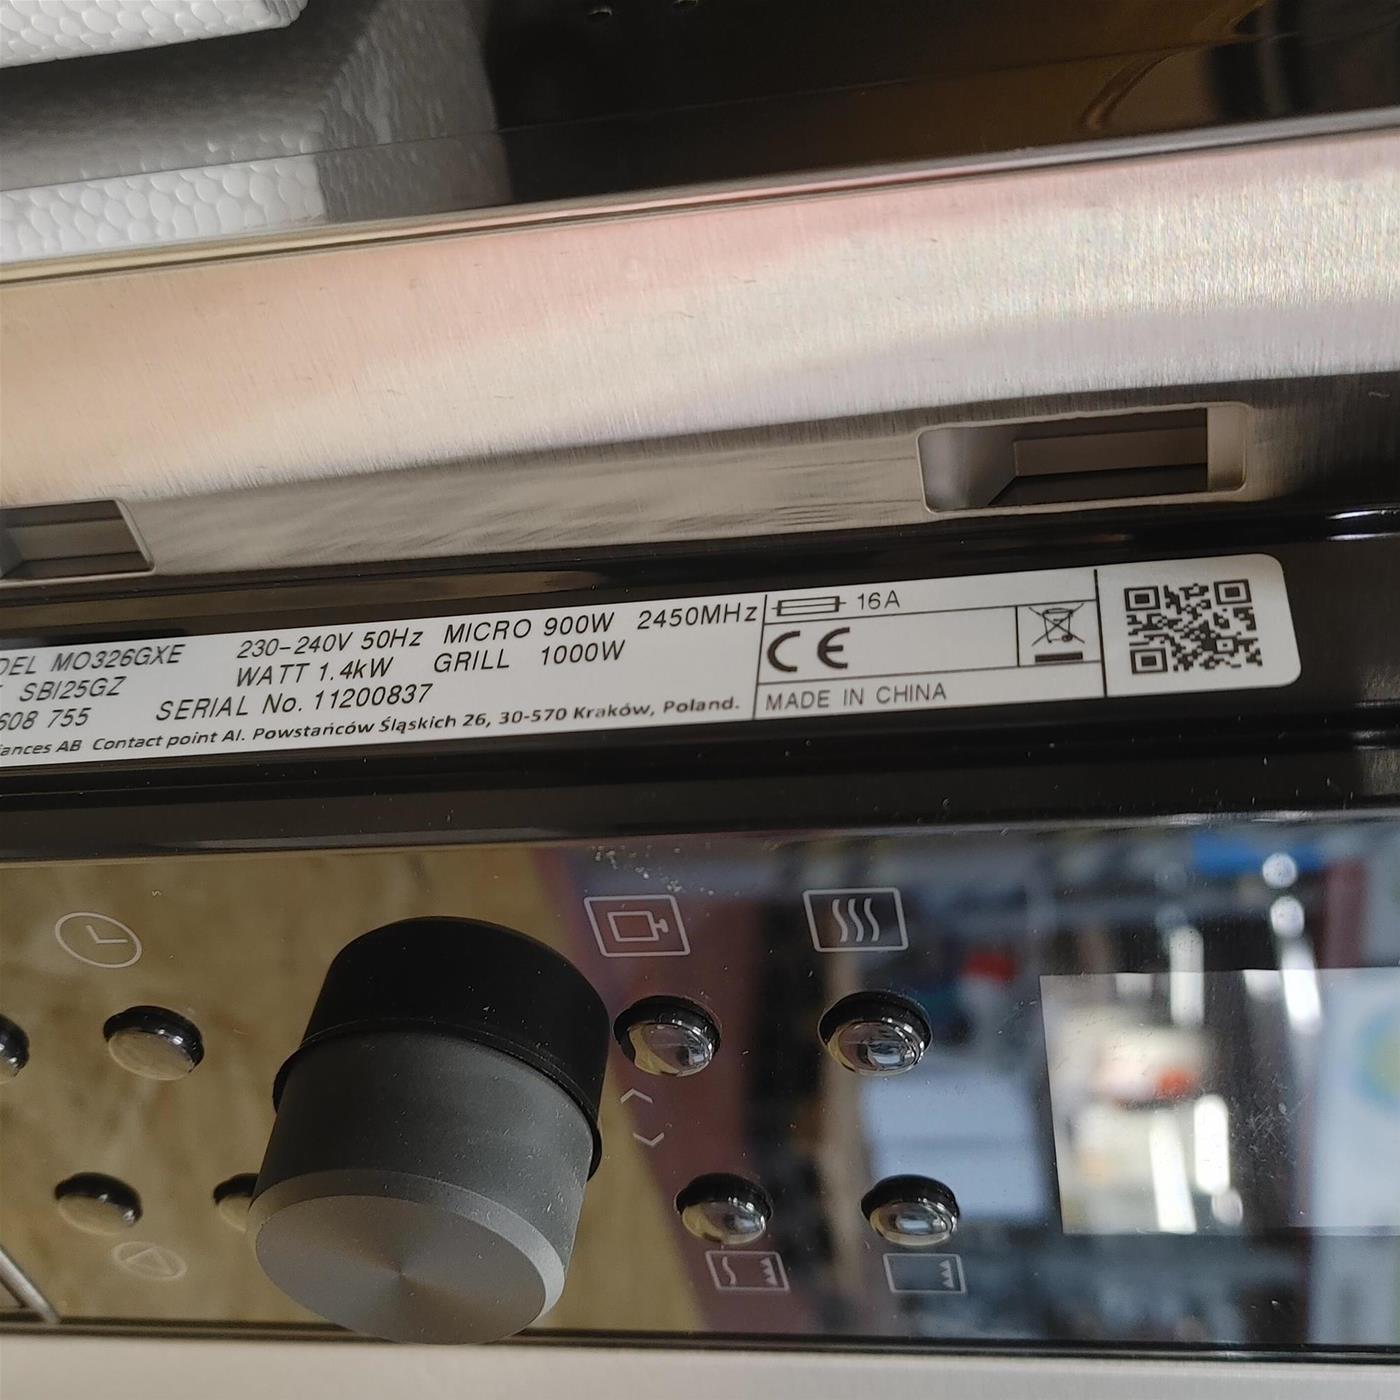 DEL MO326GXE 230-240V 50Hz MICRO 900W 2450MHz 16A
SBI25GZ WATT 1.4kW GRILL 1000W CE
608 755 SERIAL No. 11200837
iances AB Contact point Al. Powstańców Śląskich 26, 30-570 Kraków, Poland.
MADE IN CHINA